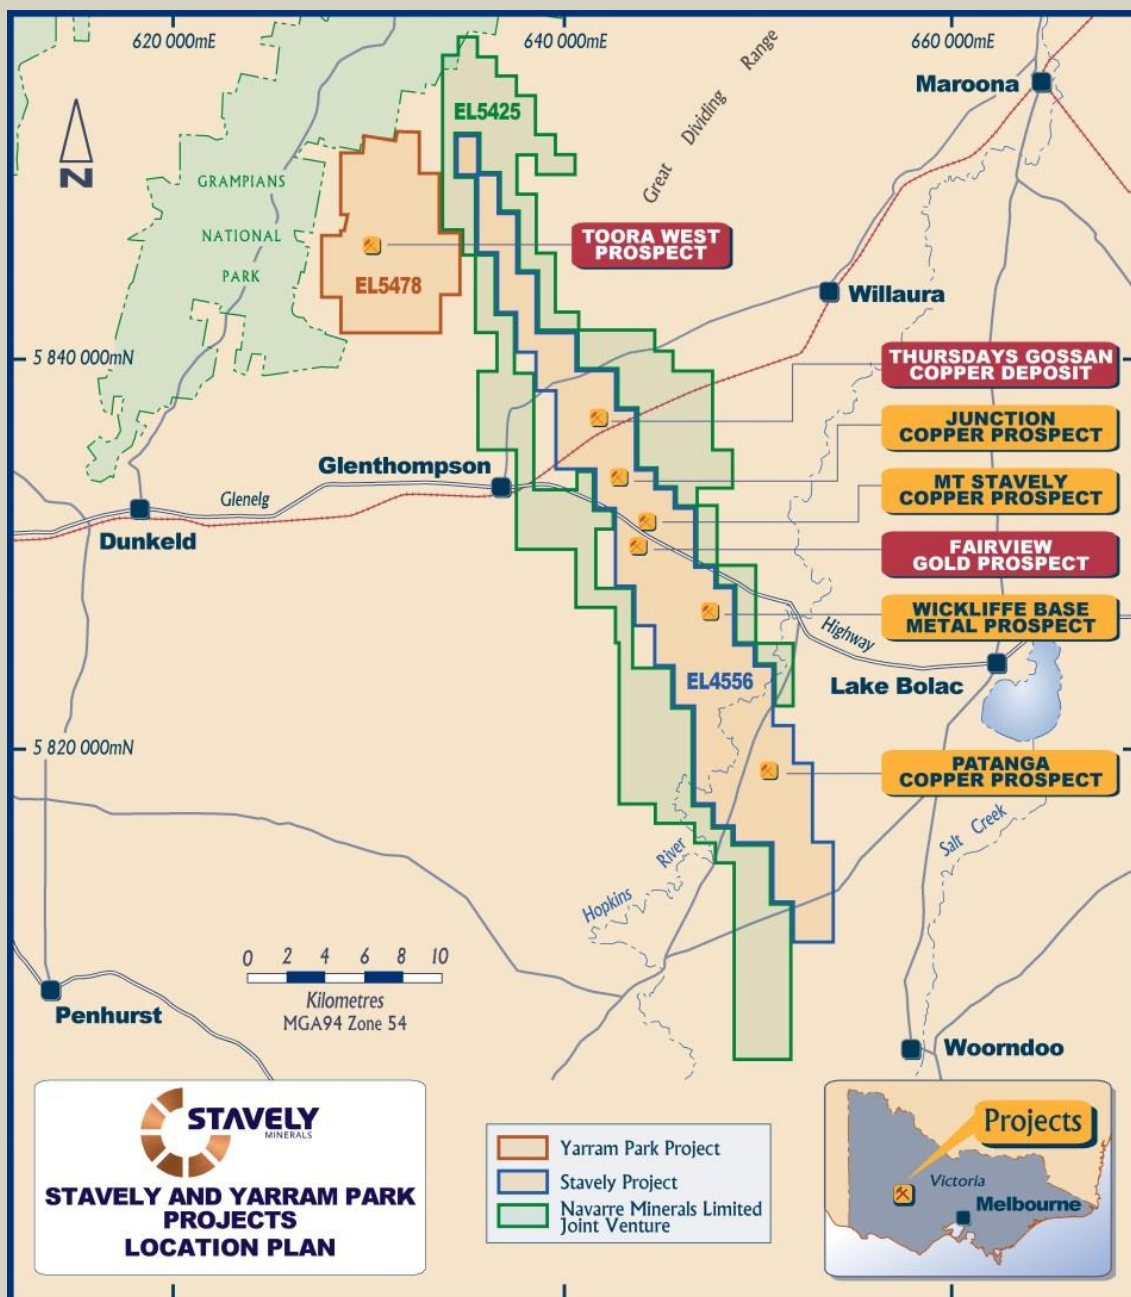 620 000mE
640 000mE
660 000mE
Maroona
EL5425
Great Dividing Range
N
GRAMPIANS
NATIONAL
PARK
TOORA WEST
PROSPECT
EL5478
Willaura
5 840 000mN
THURSDAYS GOSSAN
COPPER DEPOSIT
JUNCTION
COPPER PROSPECT
Glenthompson
MT STAVELY
COPPER PROSPECT
Glenelg
Dunkeld
FAIRVIEW
GOLD PROSPECT
WICKLIFFE BASE
METAL PROSPECT
Highway
EL4556
Lake Bolac
5 820 000mN
PATANGA
COPPER PROSPECT
Salt Creek
Hopkins River
0 2 4 6 8 10
Kilometres
MGA94 Zone 54
Penhurst
Woorndoo
STAVELY
MINERALS
STAVELY AND YARRAM PARK
PROJECTS
LOCATION PLAN
Yarram Park Project
Stavely Project
Navarre Minerals Limited
Joint Venture
Projects
Victoria
Melbourne